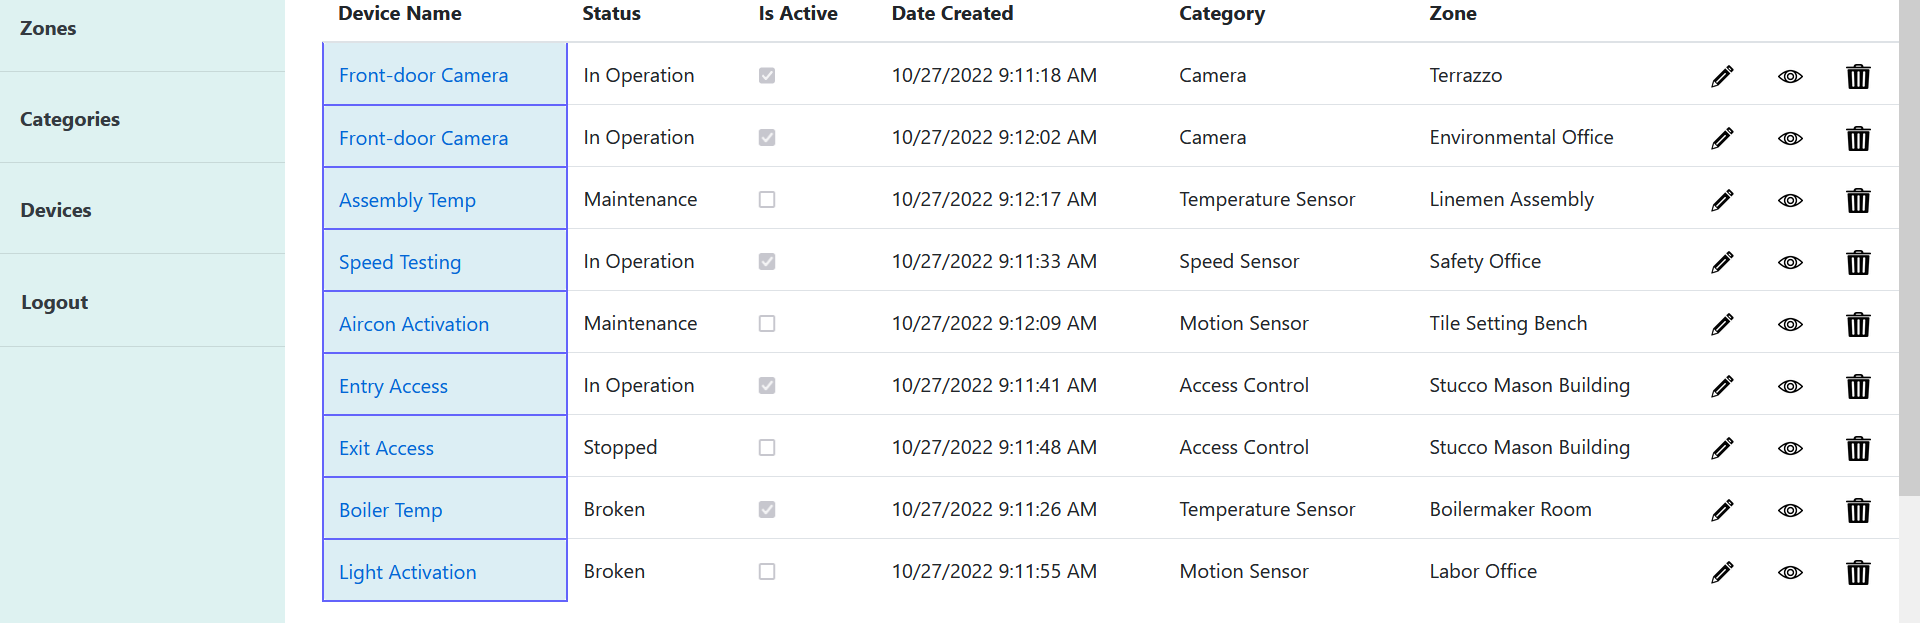 Zones
Categories
Devices
Logout
Device Name Status Is Active Date Created Category Zone
Front-door Camera In Operation 10/27/2022 9:11:18 AM Camera Terrazzo
Front-door Camera In Operation 10/27/2022 9:12:02 AM Camera Environmental Office
Assembly Temp Maintenance 10/27/2022 9:12:17 AM Temperature Sensor Linemen Assembly
Speed Testing In Operation 10/27/2022 9:11:33 AM Speed Sensor Safety Office
Aircon Activation Maintenance 10/27/2022 9:12:09 AM Motion Sensor Tile Setting Bench
Entry Access In Operation 10/27/2022 9:11:41 AM Access Control Stucco Mason Building
Exit Access Stopped 10/27/2022 9:11:48 AM Access Control Stucco Mason Building
Boiler Temp Broken 10/27/2022 9:11:26 AM Temperature Sensor Boilermaker Room
Light Activation Broken 10/27/2022 9:11:55 AM Motion Sensor Labor Office